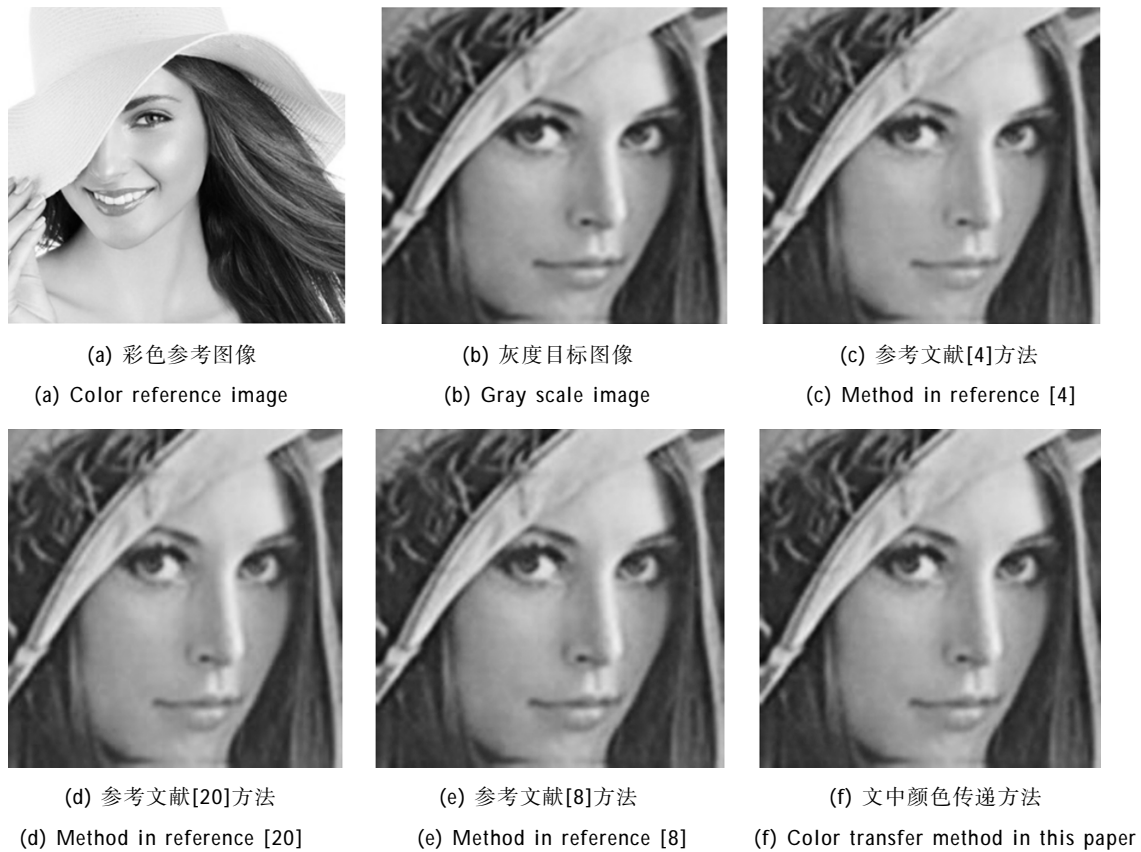 (a) 彩色参考图像
(a) Color reference image
(b) 灰度目标图像
(b) Gray scale image
(c) 参考文献[4]方法
(c) Method in reference [4]
(d) 参考文献[20]方法
(d) Method in reference [20]
(e) 参考文献[8]方法
(e) Method in reference [8]
(f) 文中颜色传递方法
(f) Color transfer method in this paper